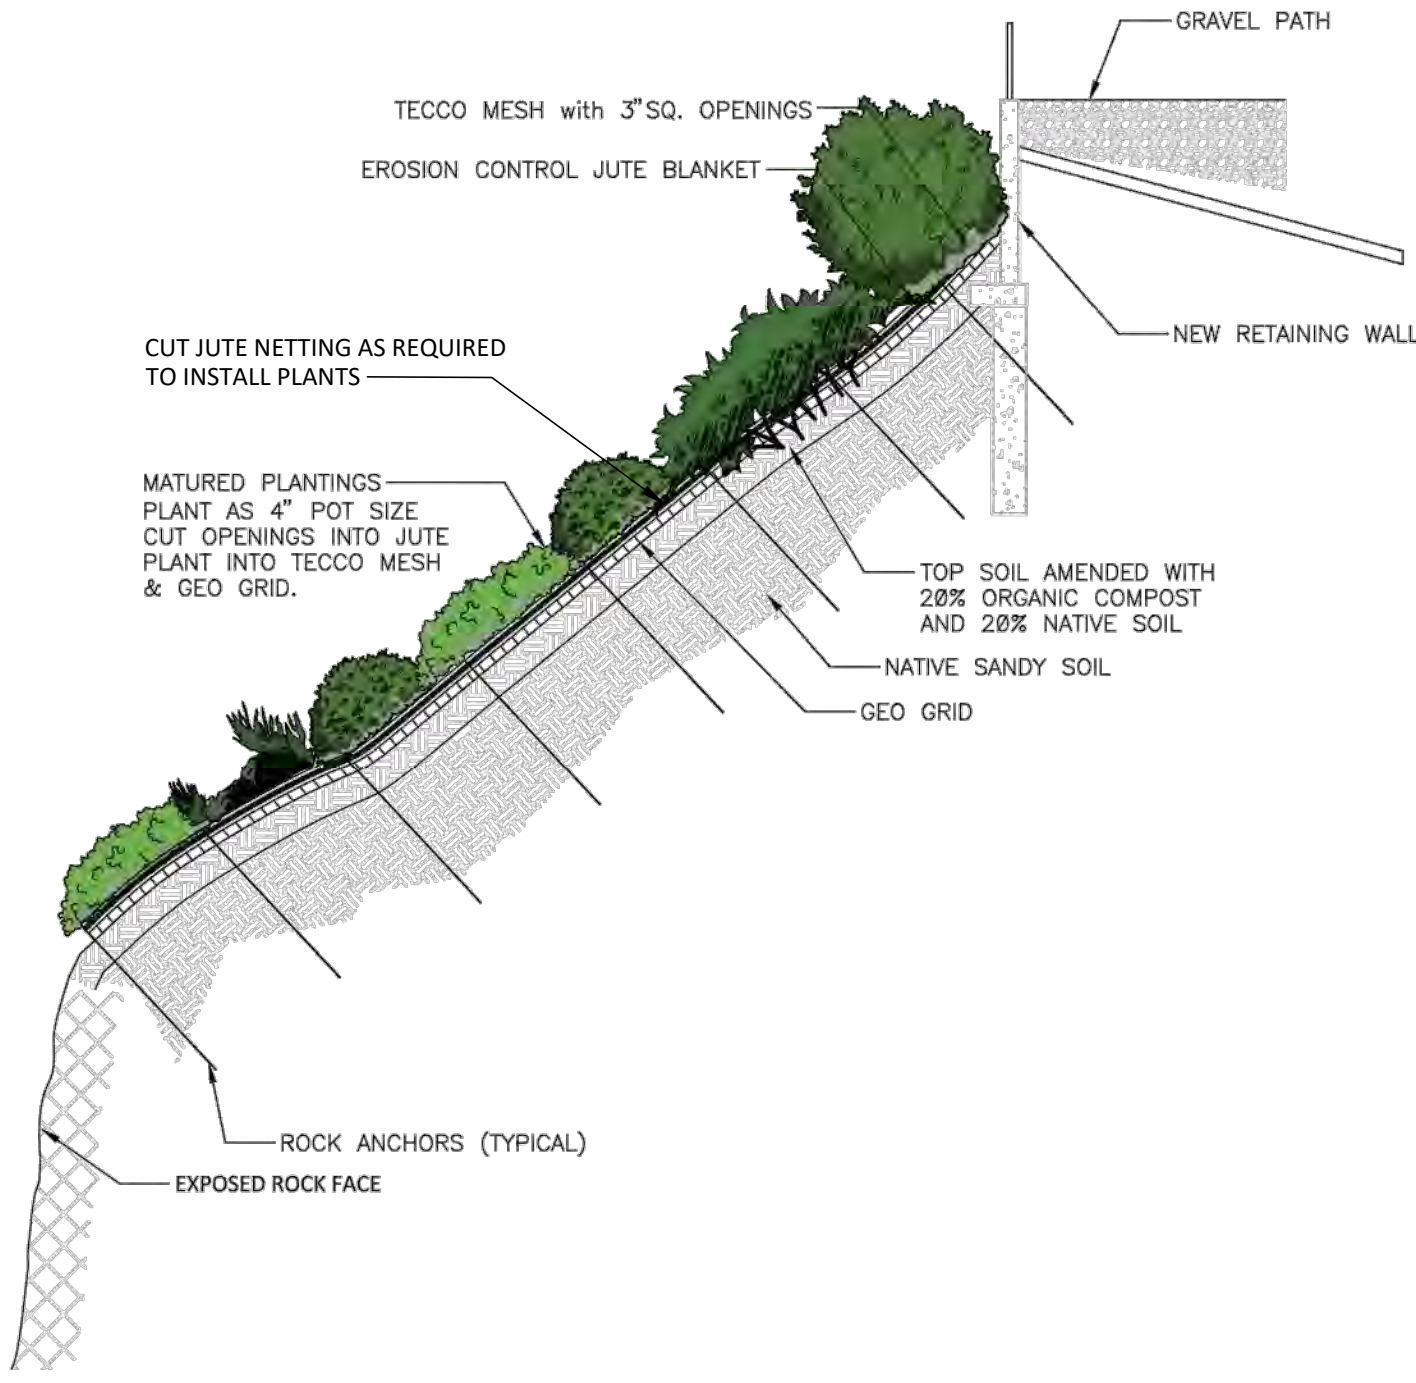 GRAVEL PATH
TECCO MESH with 3"SQ. OPENINGS
EROSION CONTROL JUTE BLANKET
NEW RETAINING WALL
CUT JUTE NETTING AS REQUIRED
TO INSTALL PLANTS
MATURED PLANTINGS
PLANT AS 4" POT SIZE
CUT OPENINGS INTO JUTE
PLANT INTO TECCO MESH
& GEO GRID.
TOP SOIL AMENDED WITH
20% ORGANIC COMPOST
AND 20% NATIVE SOIL
NATIVE SANDY SOIL
GEO GRID
ROCK ANCHORS (TYPICAL)
EXPOSED ROCK FACE